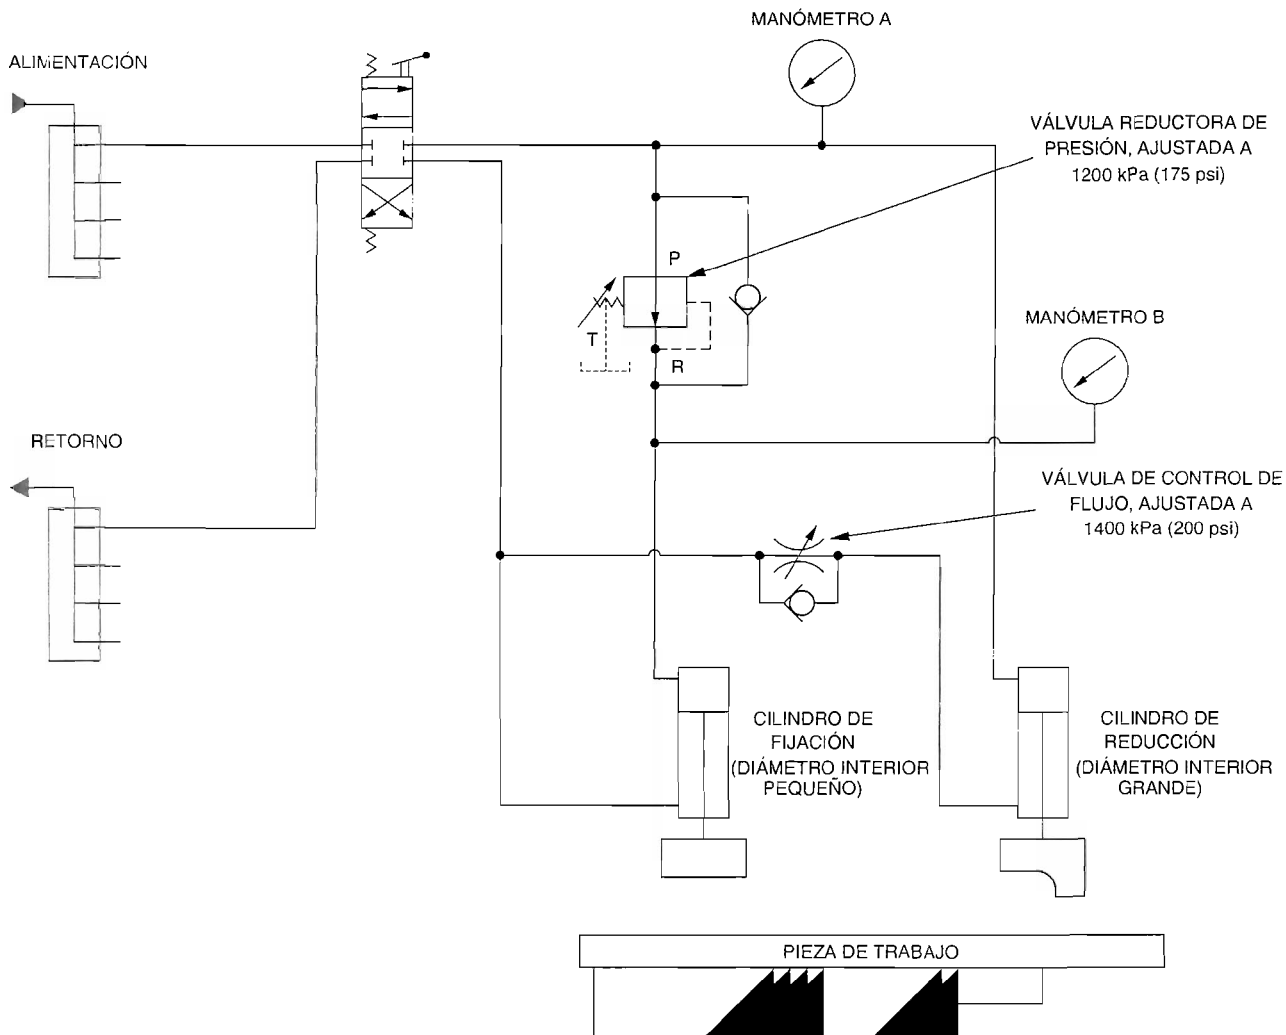 MANÓMETRO A
ALIMENTACIÓN
VÁLVULA REDUCTORA DE
PRESIÓN, AJUSTADA A
1200 kPa (175 psi)
P
T
R
MANÓMETRO B
RETORNO
VÁLVULA DE CONTROL DE
FLUJO, AJUSTADA A
1400 kPa (200 psi)
CILINDRO DE
FIJACIÓN
(DIÁMETRO INTERIOR
PEQUEÑO)
CILINDRO DE
REDUCCIÓN
(DIÁMETRO INTERIOR
GRANDE)
PIEZA DE TRABAJO